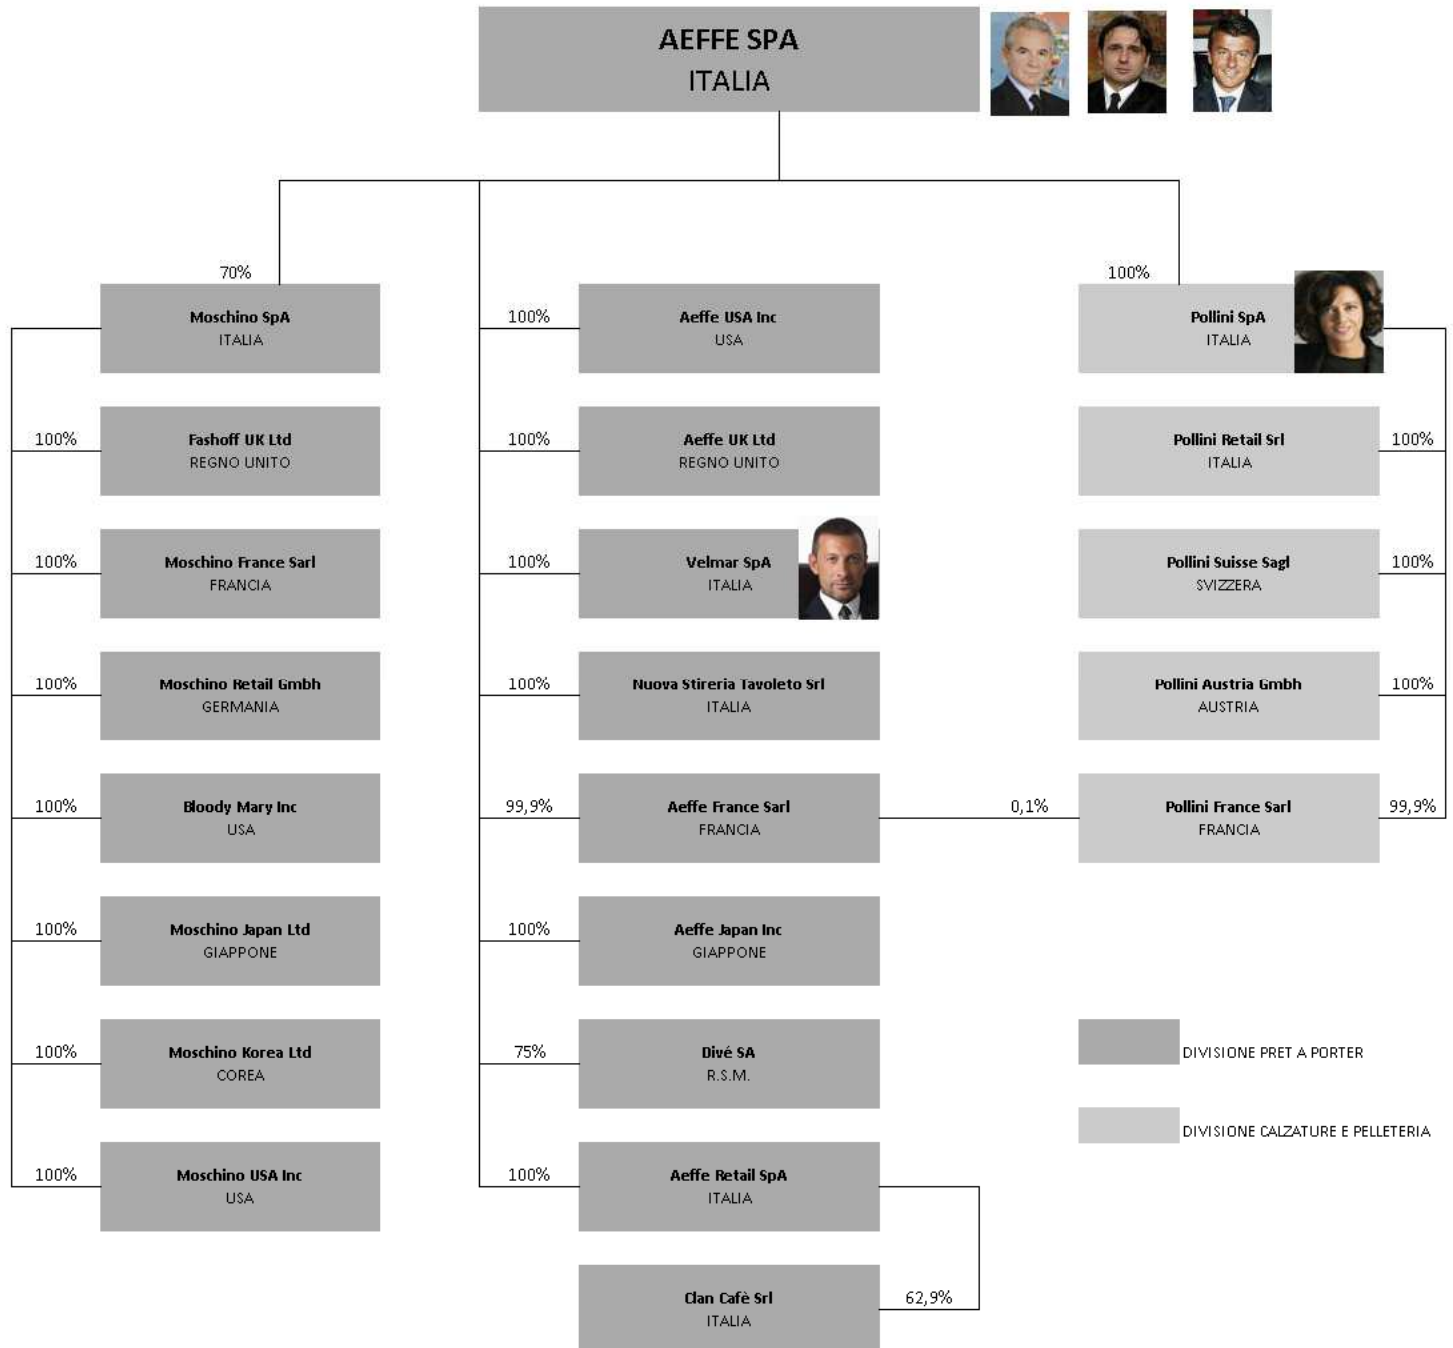 AEFFE SPA
ITALIA
70%
Moschino SpA
ITALIA
100%
Fashoff UK Ltd
REGNO UNITO
100%
Moschino France Sarl
FRANCIA
100%
Moschino Retail Gmbh
GERMANIA
100%
Bloody Mary Inc
USA
100%
Moschino Japan Ltd
GIAPPONE
100%
Moschino Korea Ltd
COREA
100%
Moschino USA Inc
USA
100%
Aeffe USA Inc
USA
100%
Aeffe UK Ltd
REGNO UNITO
100%
Velmar SpA
ITALIA
100%
Nuova Stireria Tavoleto Srl
ITALIA
99,9%
Aeffe France Sarl
FRANCIA
0,1%
100%
Aeffe Japan Inc
GIAPPONE
75%
Divé SA
R.S.M.
100%
Aeffe Retail SpA
ITALIA
Clan Cafè Srl
ITALIA
62,9%
100%
Pollini SpA
ITALIA
Pollini Retail Srl
ITALIA
100%
Pollini Suisse Sagl
SVIZZERA
100%
Pollini Austria Gmbh
AUSTRIA
100%
Pollini France Sarl
FRANCIA
99,9%
DIVISIONE PRET A PORTER
DIVISIONE CALZATURE E PELLETERIA